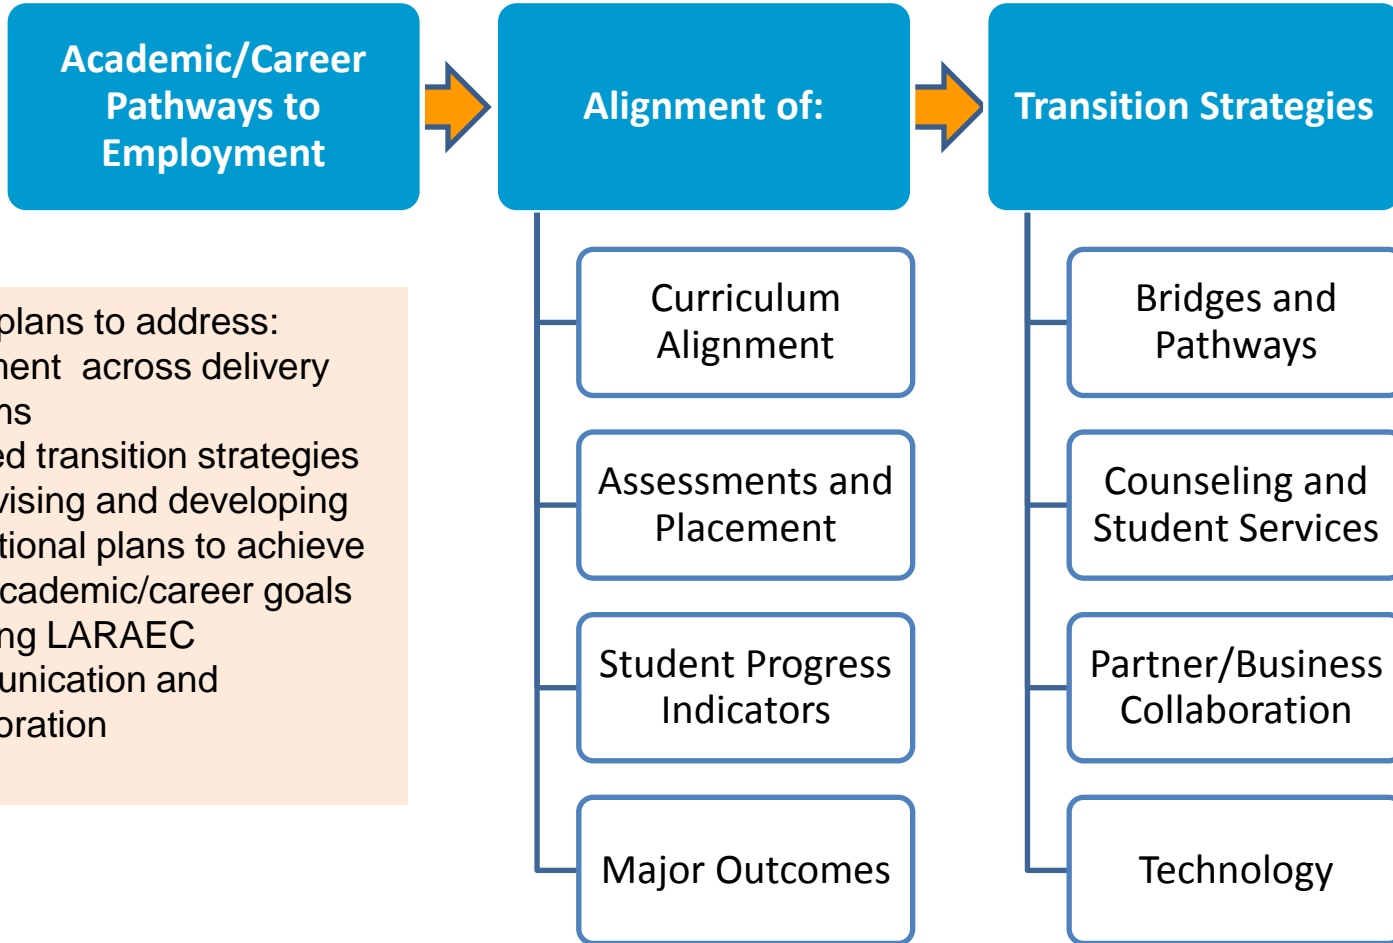 Academic/Career
Pathways to
Employment
plans to address:
ment across delivery
ms
ed transition strategies
vising and developing
tional plans to achieve
cademic/career goals
ng LARAEC
unication and
oration
Alignment of:
Curriculum
Alignment
Assessments and
Placement
Student Progress
Indicators
Major Outcomes
Transition Strategies
Bridges and
Pathways
Counseling and
Student Services
Partner/Business
Collaboration
Technology